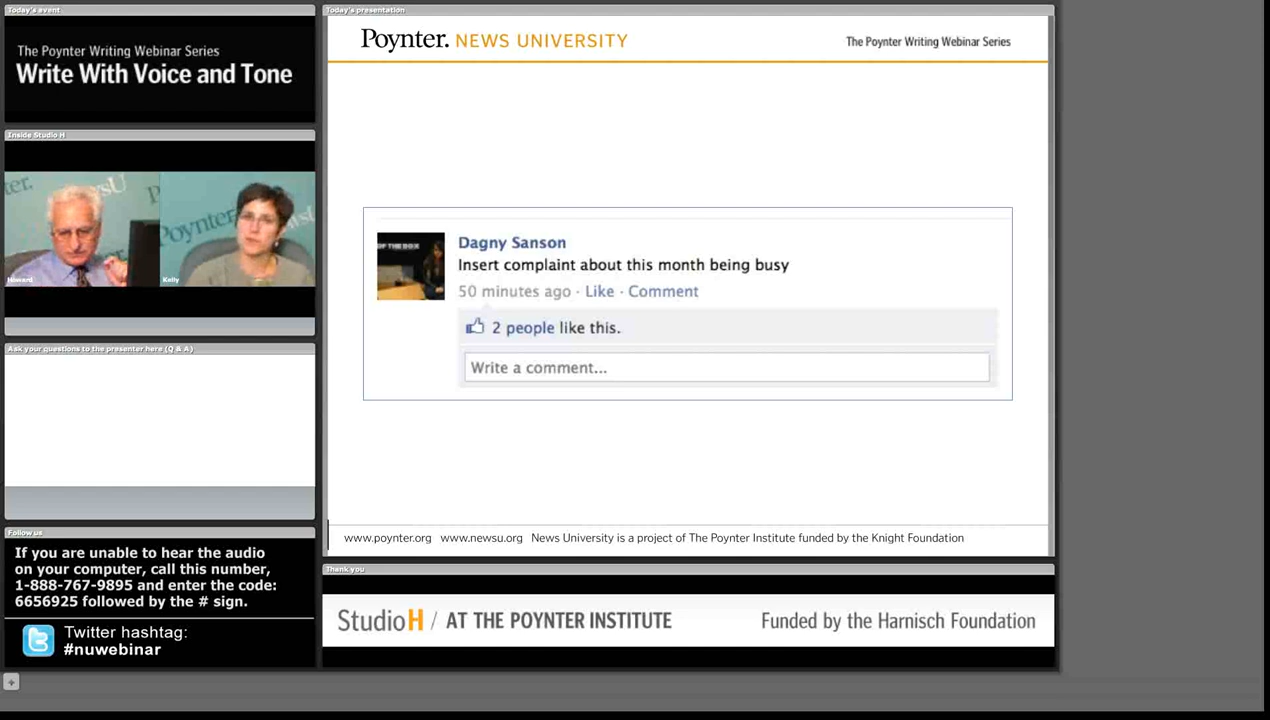 Today's event
The Poynter Writing Webinar Series
Write With Voice and Tone
Inside Studio H
Poynter.
Howard
Kelly
Ask your questions to the presenter here (Q & A)
Follow us
If you are unable to hear the audio
on your computer, call this number,
1-888-767-9895 and enter the code:
6656925 followed by the # sign.
Twitter hashtag:
#nuwebinar
Today's presentation
Poynter. NEWS UNIVERSITY
The Poynter Writing Webinar Series
OF THE BOX
Dagny Sanson
Insert complaint about this month being busy
50 minutes ago · Like · Comment
2 people like this.
Write a comment...
www.poynter.org www.newsu.org News University is a project of The Poynter Institute funded by the Knight Foundation
Thank you
StudioH / AT THE POYNTER INSTITUTE
Funded by the Harnisch Foundation